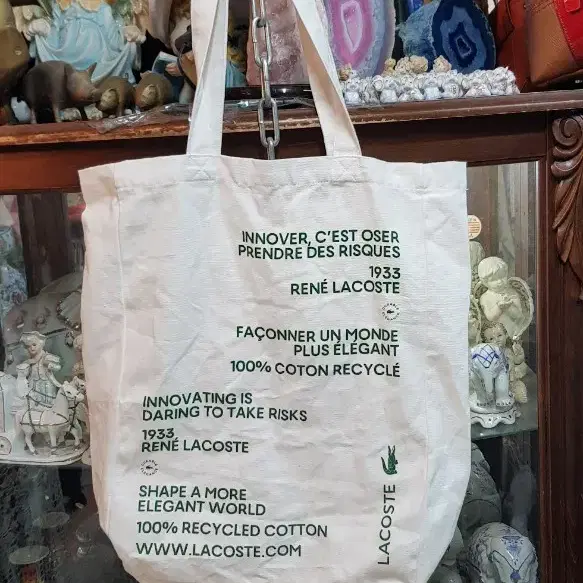 INNOVER, C'EST OSER
PRENDRE DES RISQUES
1933
RENÉ LACOSTE
FAÇONNER UN MONDE
PLUS ÉLÉGANT
100% COTON RECYCLÉ
INNOVATING IS
DARING TO TAKE RISKS
1933
RENÉ LACOSTE
SHAPE A MORE
ELEGANT WORLD
100% RECYCLED COTTON
WWW.LACOSTE.COM
LACOSTE